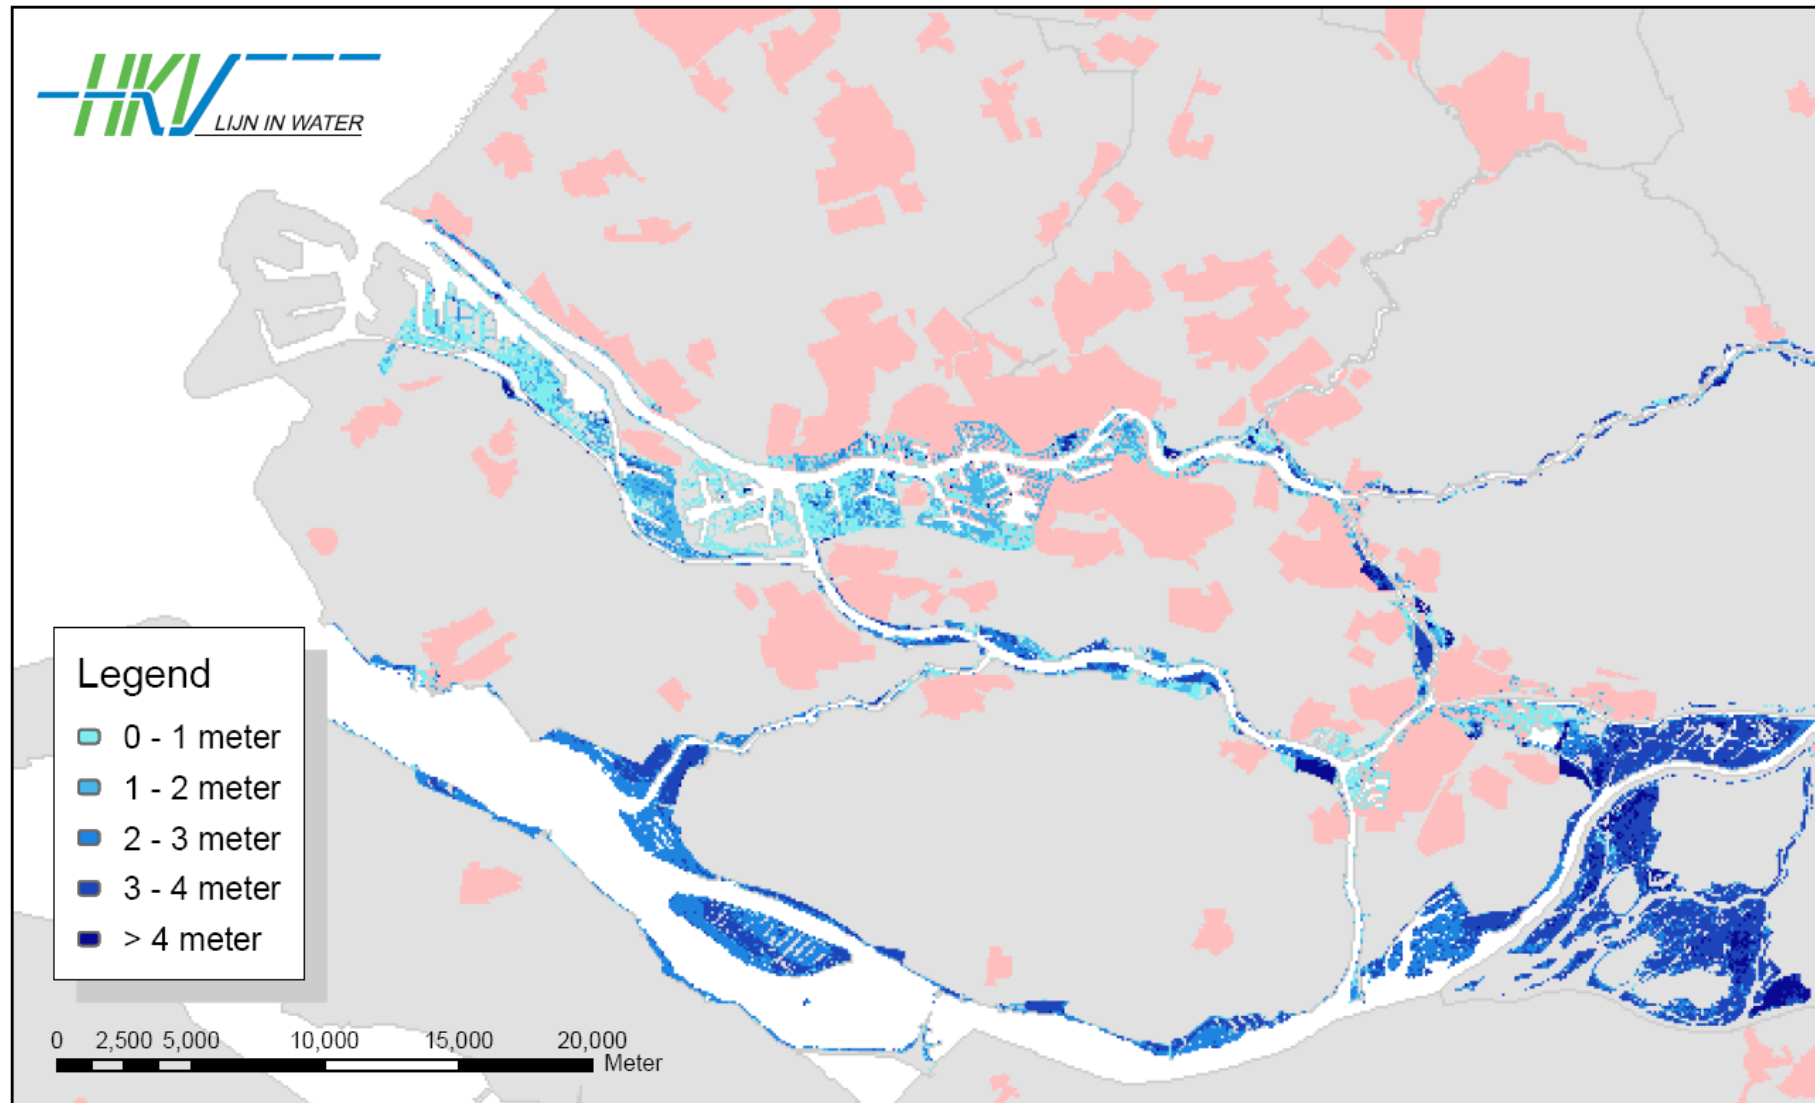 HKV
LIJN IN WATER
Legend
0 - 1 meter
1 - 2 meter
2 - 3 meter
3 - 4 meter
> 4 meter
0 2,500 5,000 10,000 15,000 20,000
Meter